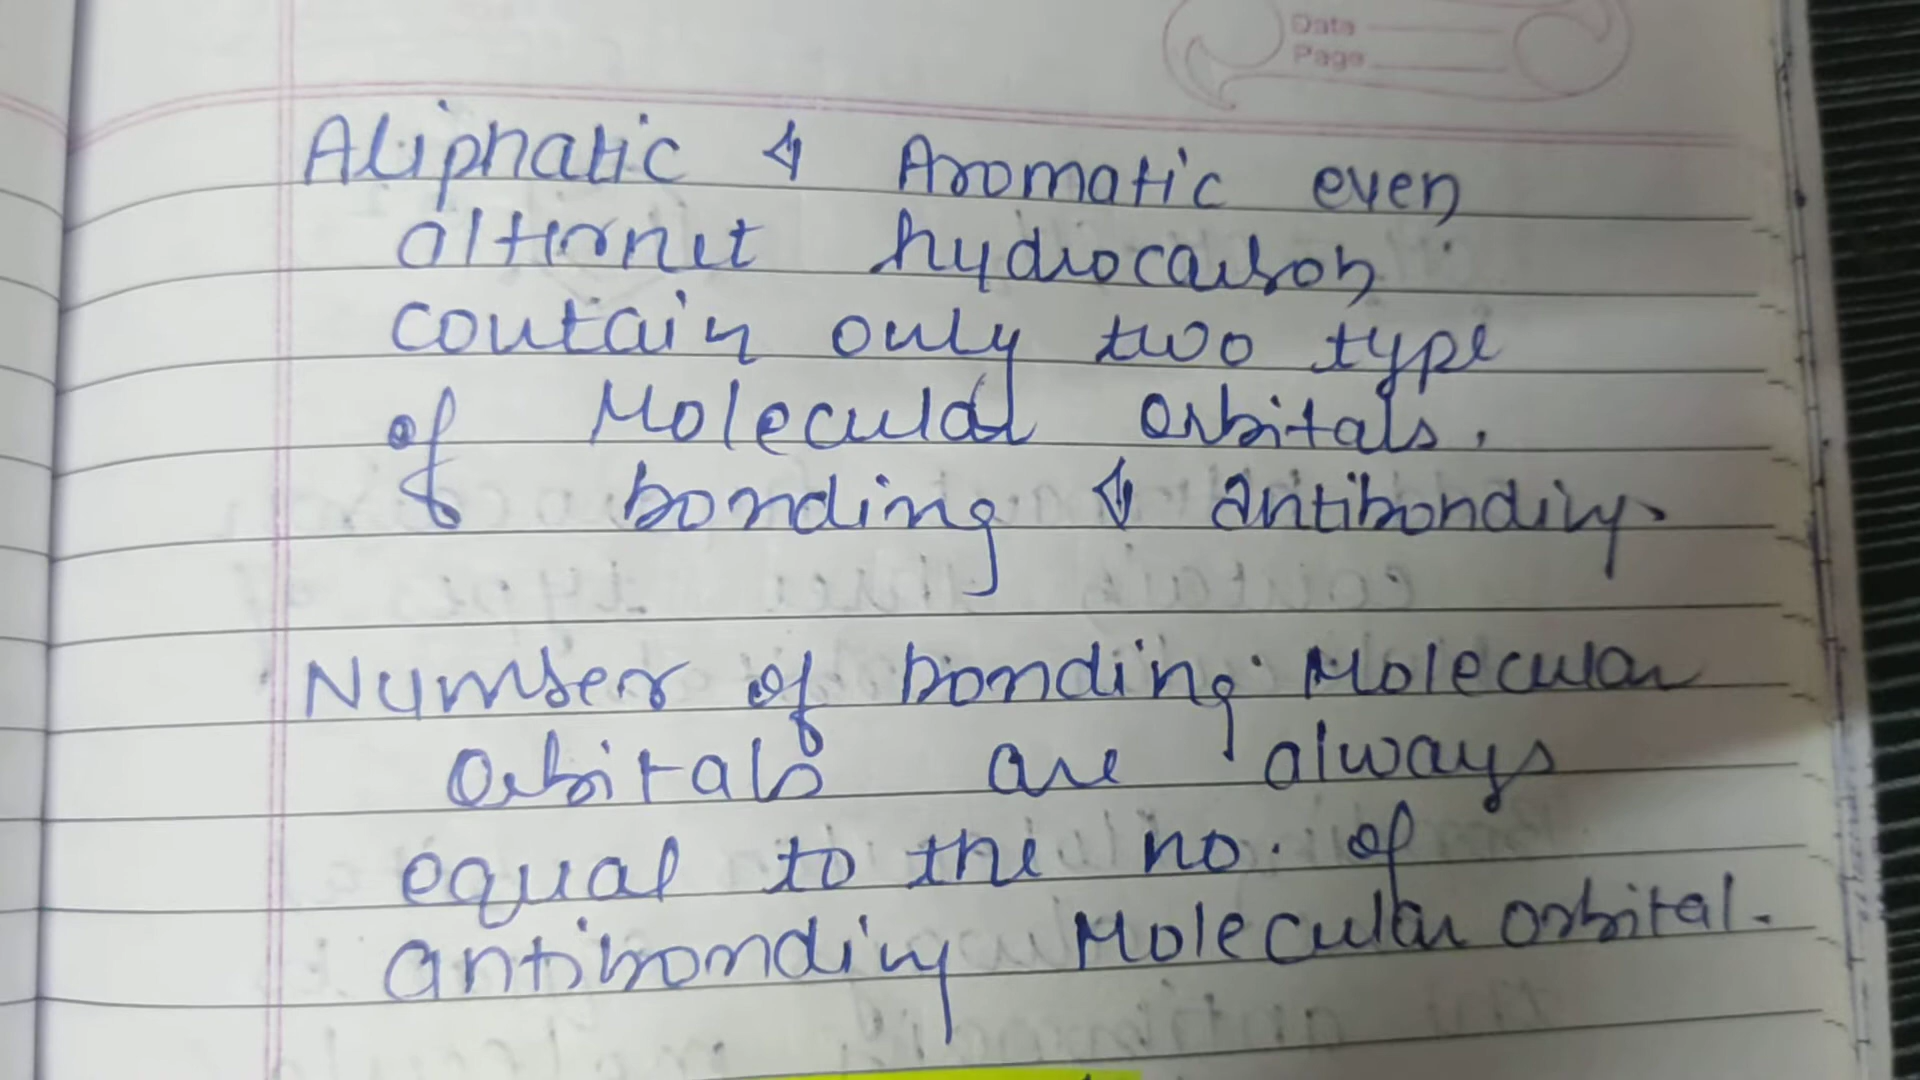 Data
Page
Aliphatic & Aromatic even
alternet hydrocarbon
contain only two type
of Molecular orbitals.
bonding & antibonding.
Number of bonding Molecular
orbitals are always
equal to the no. of
antibonding Molecular orbital.